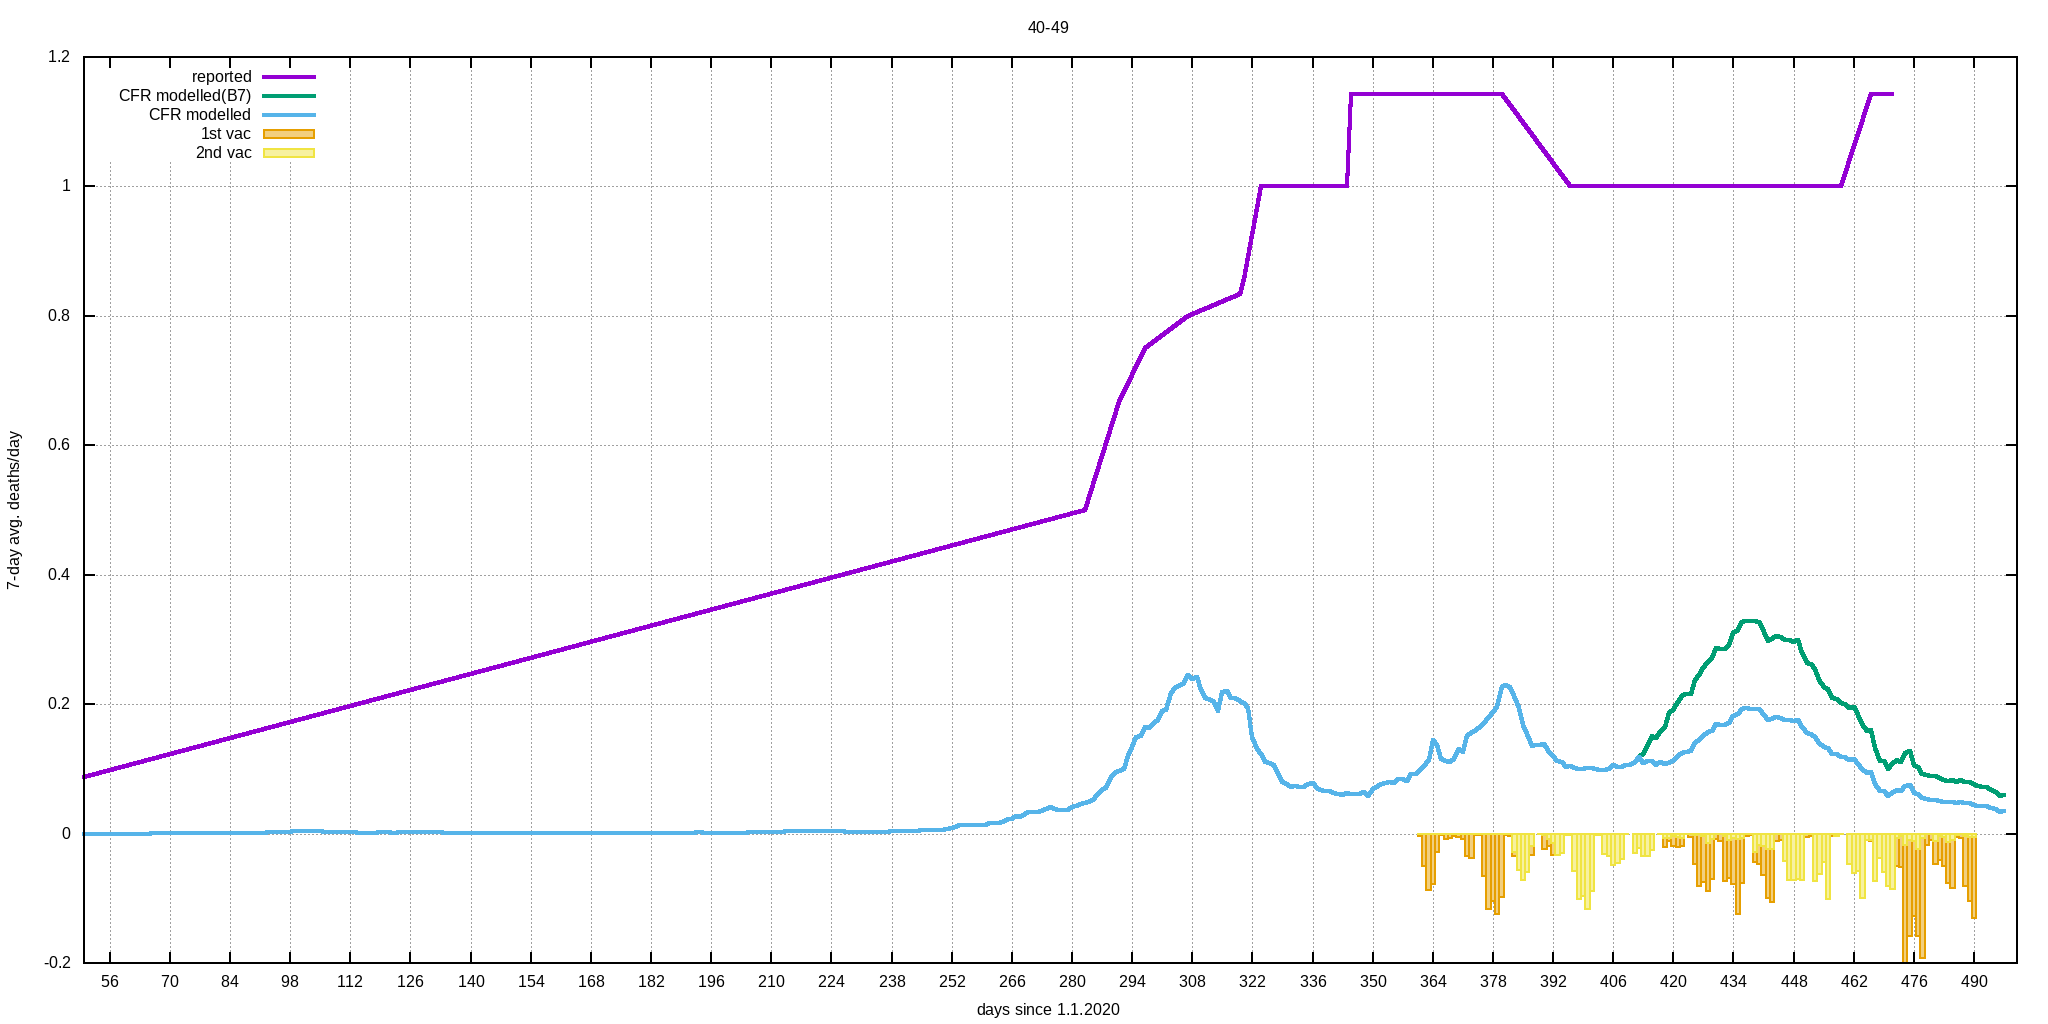 40-49
1.2
1
0.8
0.6
0.4
0.2
0
-0.2
7-day avg. deaths/day
reported
CFR modelled(B7)
CFR modelled
1st vac
2nd vac
56 70 84 98 112 126 140 154 168 182 196 210 224 238 252 266 280 294 308 322 336 350 364 378 392 406 420 434 448 462 476 490
days since 1.1.2020